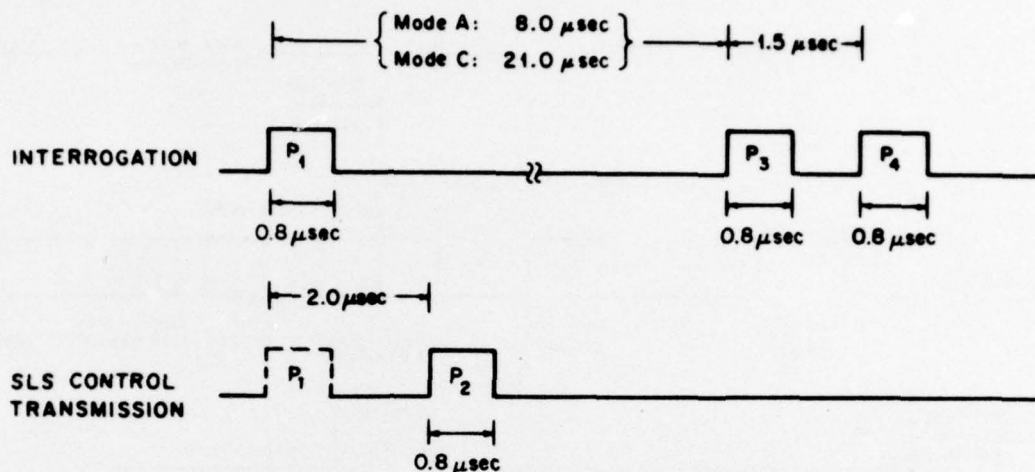 Mode A: 8.0 μsec
Mode C: 21.0 μsec
1.5 μsec
INTERROGATION
P1
P3
P4
0.8 μsec
0.8 μsec
0.8 μsec
2.0 μsec
SLS CONTROL
TRANSMISSION
P1
P2
0.8 μsec